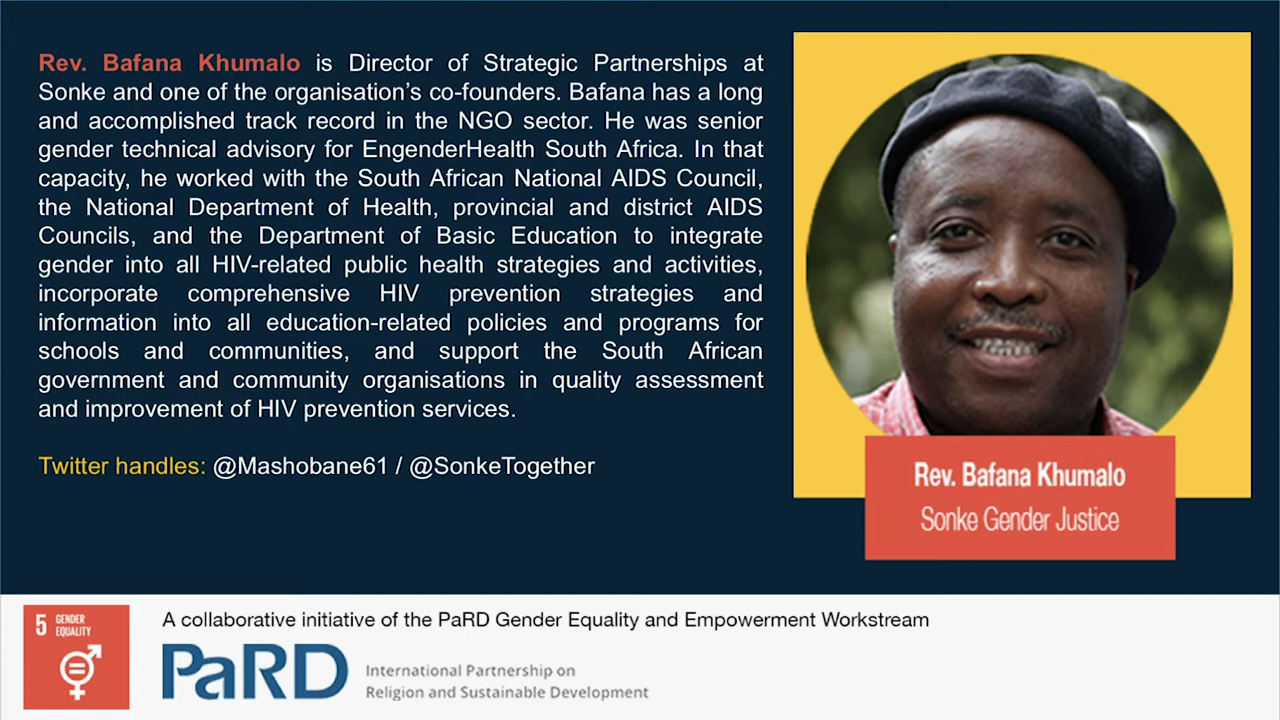 Rev. Bafana Khumalo is Director of Strategic Partnerships at
Sonke and one of the organisation’s co-founders. Bafana has a long
and accomplished track record in the NGO sector. He was senior
gender technical advisory for EngenderHealth South Africa. In that
capacity, he worked with the South African National AIDS Council,
the National Department of Health, provincial and district AIDS
Councils, and the Department of Basic Education to integrate
gender into all HIV-related public health strategies and activities,
incorporate comprehensive HIV prevention strategies and
information into all education-related policies and programs for
schools and communities, and support the South African
government and community organisations in quality assessment
and improvement of HIV prevention services.
Twitter handles: @Mashobane61 / @SonkeTogether
Rev. Bafana Khumalo
Sonke Gender Justice
5 GENDER
EQUALITY
A collaborative initiative of the PaRD Gender Equality and Empowerment Workstream
PaRD
International Partnership on
Religion and Sustainable Development